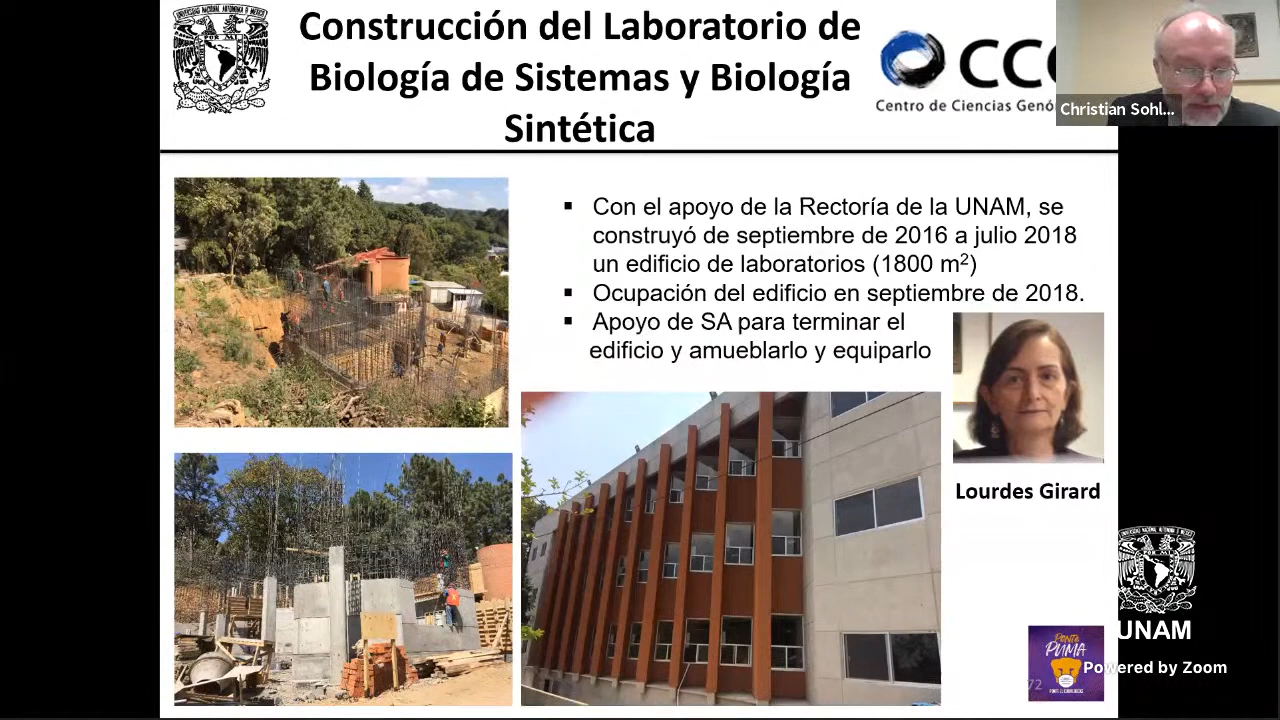 Construcción del Laboratorio de
Biología de Sistemas y Biología
Sintética
CCG
Centro de Ciencias Genó
Christian Sohl...
▪ Con el apoyo de la Rectoría de la UNAM, se
construyó de septiembre de 2016 a julio 2018
un edificio de laboratorios (1800 m²)
▪ Ocupación del edificio en septiembre de 2018.
▪ Apoyo de SA para terminar el
edificio y amueblarlo y equiparlo
Lourdes Girard
UNAM
PONTE
PUMA
Powered by Zoom
72